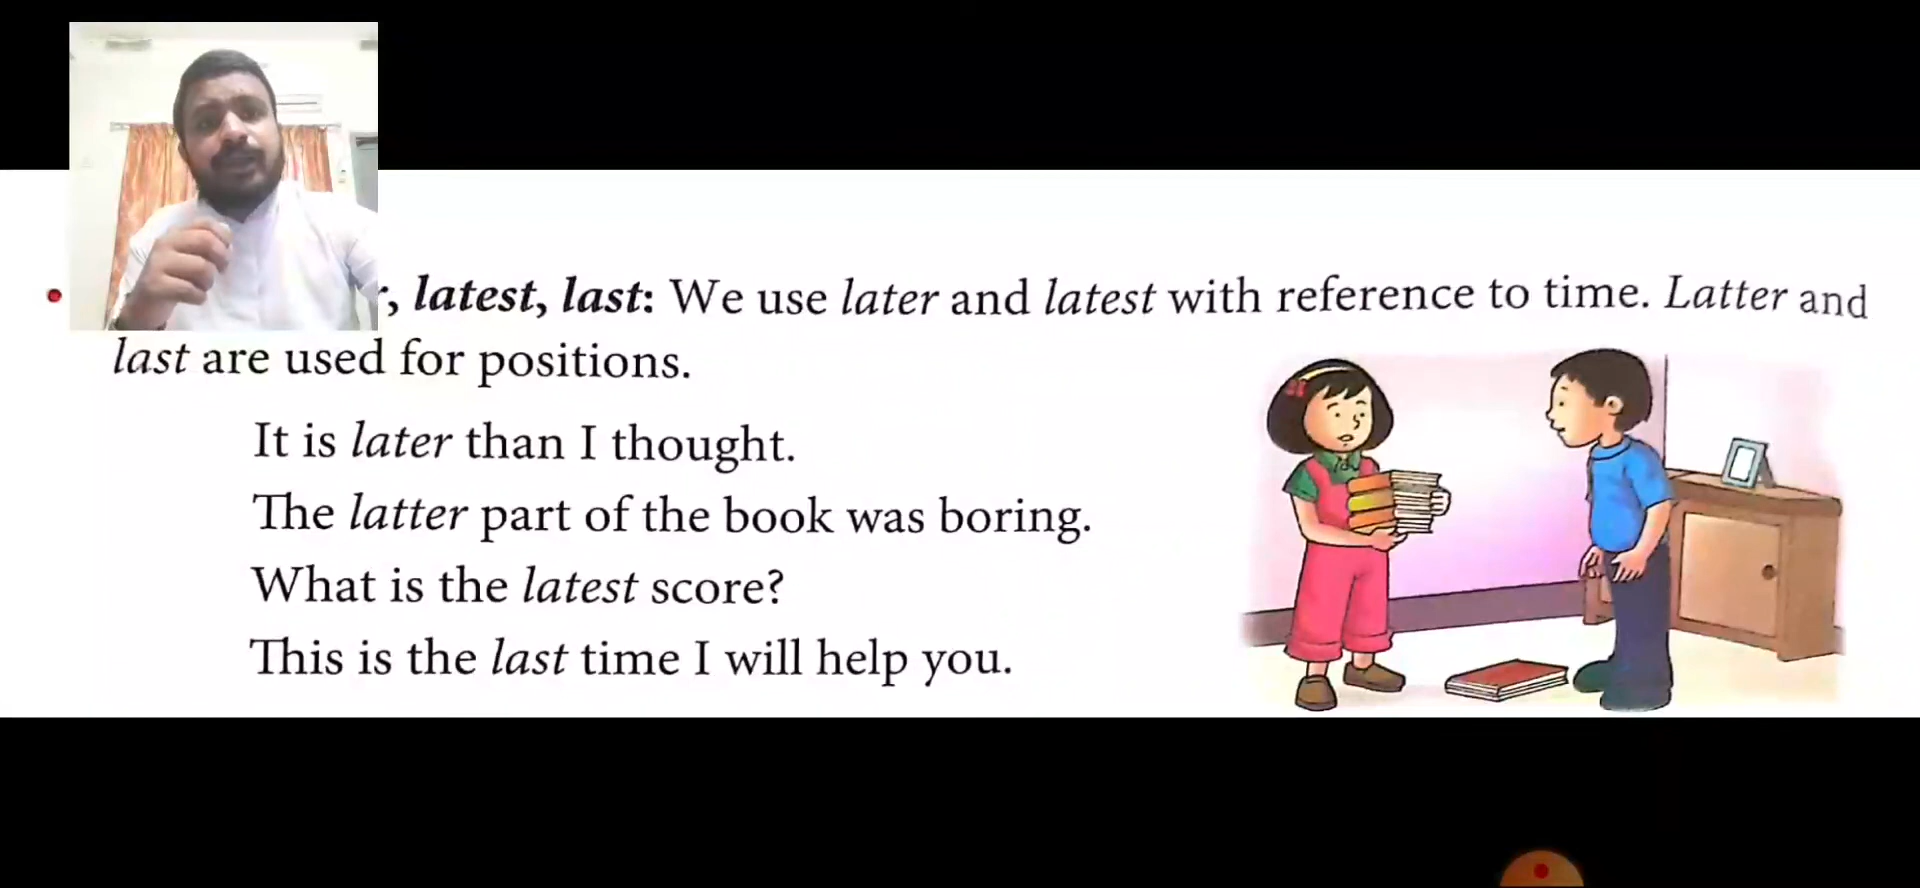 , latest, last: We use later and latest with reference to time. Latter and
last are used for positions.
It is later than I thought.
The latter part of the book was boring.
What is the latest score?
This is the last time I will help you.